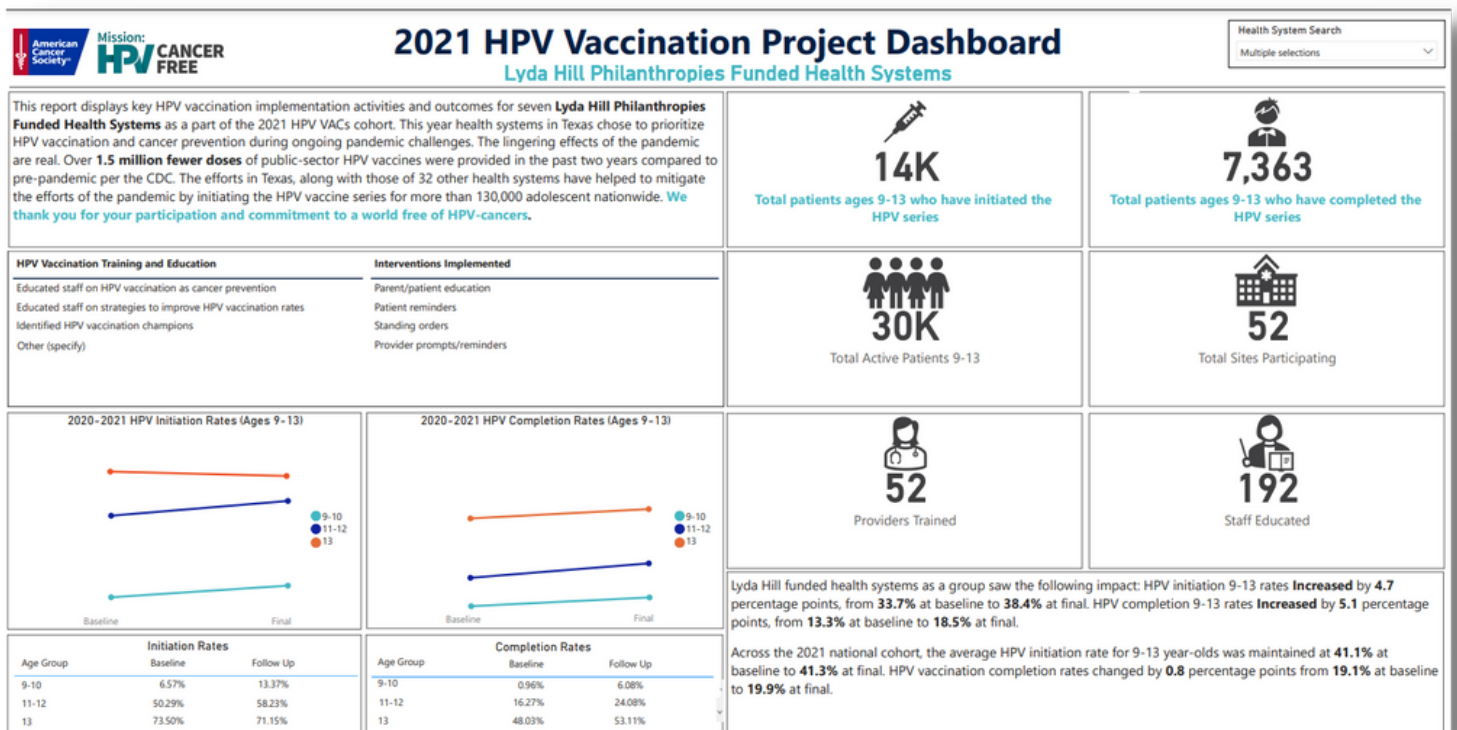 American
Cancer
Society
Mission:
HPV CANCER
FREE
2021 HPV Vaccination Project Dashboard
Lyda Hill Philanthropies Funded Health Systems
Health System Search
Multiple selections
This report displays key HPV vaccination implementation activities and outcomes for seven Lyda Hill Philanthropies
Funded Health Systems as a part of the 2021 HPV VACs cohort. This year health systems in Texas chose to prioritize
HPV vaccination and cancer prevention during ongoing pandemic challenges. The lingering effects of the pandemic
are real. Over 1.5 million fewer doses of public-sector HPV vaccines were provided in the past two years compared to
pre-pandemic per the CDC. The efforts in Texas, along with those of 32 other health systems have helped to mitigate
the efforts of the pandemic by initiating the HPV vaccine series for more than 130,000 adolescent nationwide. We
thank you for your participation and commitment to a world free of HPV-cancers.
14K
Total patients ages 9-13 who have initiated the
HPV series
7,363
Total patients ages 9-13 who have completed the
HPV series
HPV Vaccination Training and Education
Educated staff on HPV vaccination as cancer prevention
Educated staff on strategies to improve HPV vaccination rates
Identified HPV vaccination champions
Other (specify)
Interventions Implemented
Parent/patient education
Patient reminders
Standing orders
Provider prompts/reminders
30K
Total Active Patients 9-13
52
Total Sites Participating
2020-2021 HPV Initiation Rates (Ages 9-13)
9-10
11-12
13
Baseline Final
2020-2021 HPV Completion Rates (Ages 9-13)
9-10
11-12
13
Baseline Final
52
Providers Trained
192
Staff Educated
Initiation Rates
Age Group Baseline Follow Up
9-10 6.57% 13.37%
11-12 50.29% 58.23%
13 73.50% 71.15%
Completion Rates
Age Group Baseline Follow Up
9-10 0.96% 6.08%
11-12 16.27% 24.08%
13 48.03% 53.11%
Lyda Hill funded health systems as a group saw the following impact: HPV initiation 9-13 rates Increased by 4.7
percentage points, from 33.7% at baseline to 38.4% at final. HPV completion 9-13 rates Increased by 5.1 percentage
points, from 13.3% at baseline to 18.5% at final.
Across the 2021 national cohort, the average HPV initiation rate for 9-13 year-olds was maintained at 41.1% at
baseline to 41.3% at final. HPV vaccination completion rates changed by 0.8 percentage points from 19.1% at baseline
to 19.9% at final.